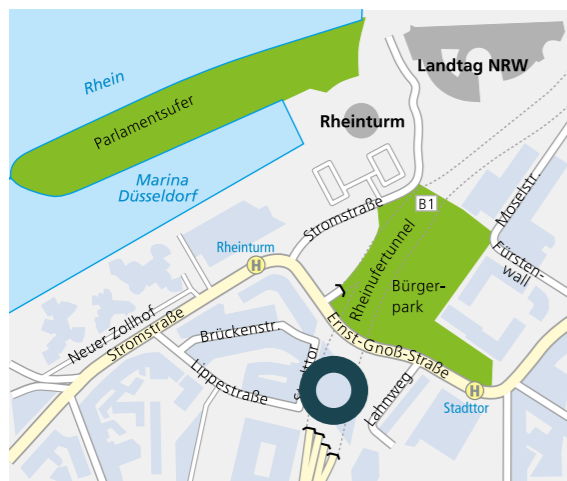 Rhein
Landtag NRW
Parlamentsufer
Rheinturm
Marina
Düsseldorf
Moselstr.
B1
Stromstraße
Rheinturm
H
Rheinufertunnel
Fürsten-
wall
Bürger-
park
Neuer Zollhof
Stromstraße
Brückenstr.
Ernst-Gnoß-Straße
Lippestraße
Lahnweg
H
Stadttor